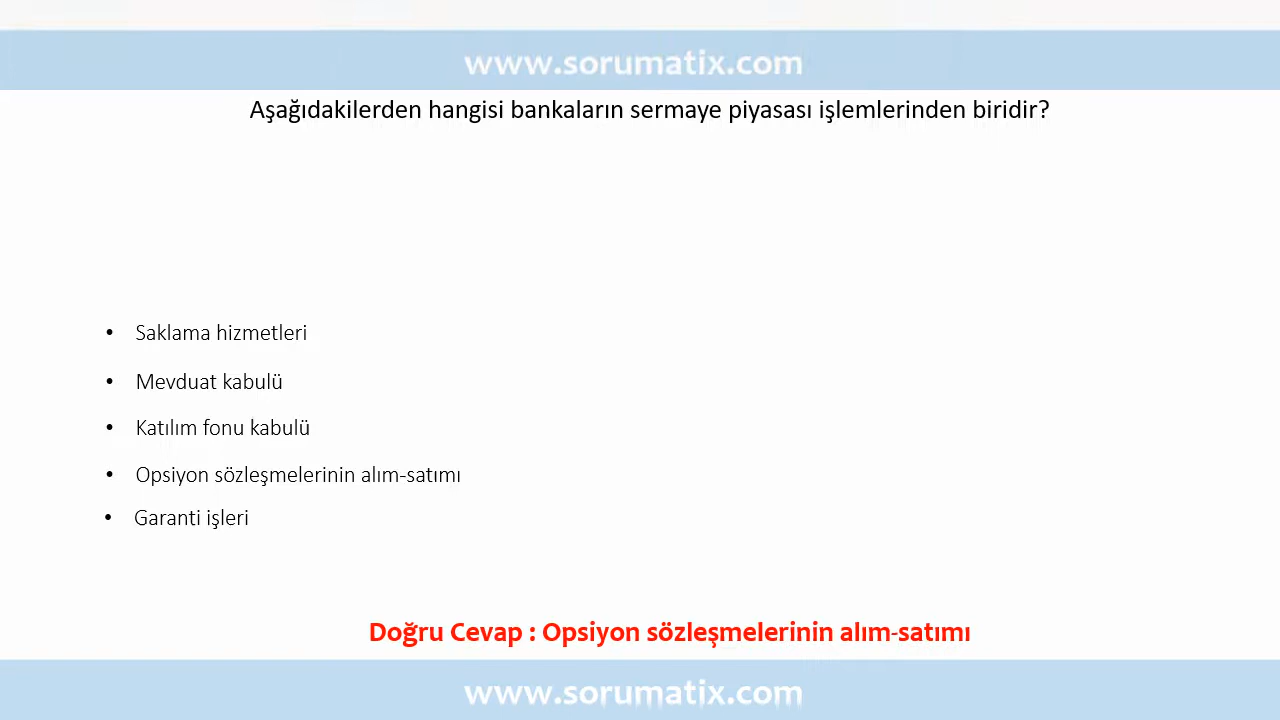 www.sorumatix.com
Aşağıdakilerden hangisi bankaların sermaye piyasası işlemlerinden biridir?
• Saklama hizmetleri
• Mevduat kabulü
• Katılım fonu kabulü
• Opsiyon sözleşmelerinin alım-satımı
• Garanti işleri
Doğru Cevap : Opsiyon sözleşmelerinin alım-satımı
www.sorumatix.com